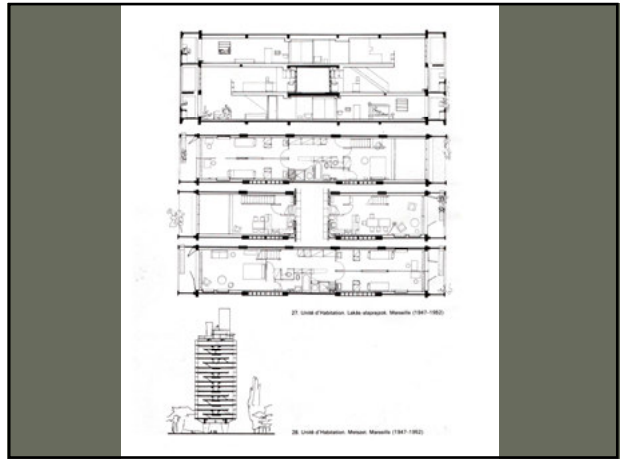 27. Unité d'Habitation. Lakás alaprajzok. Marseille (1947-1952)
28. Unité d'Habitation. Metszet. Marseille (1947-1952)